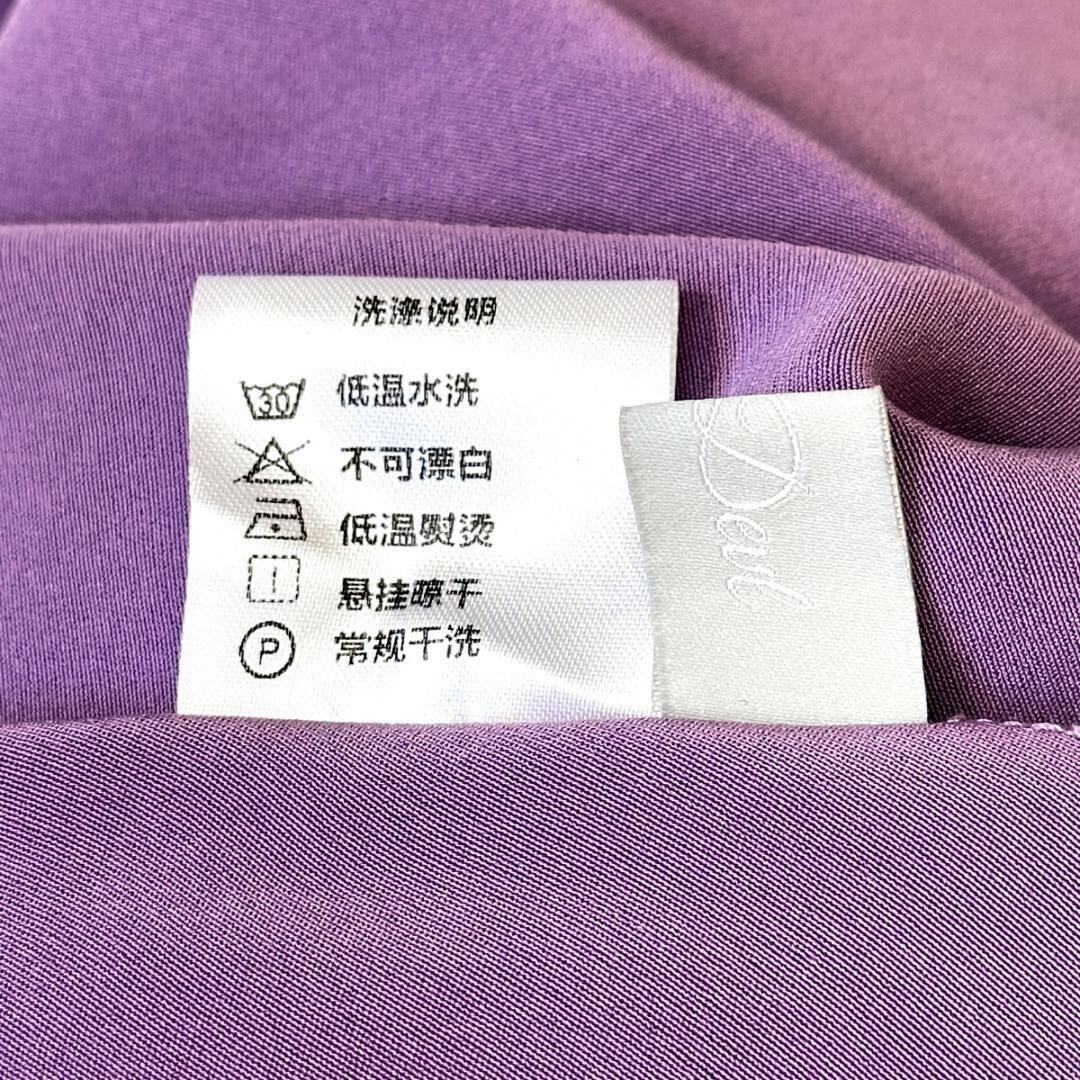 洗涤说明
30 低温水洗
不可漂白
低温熨烫
悬挂晾干
P 常规干洗